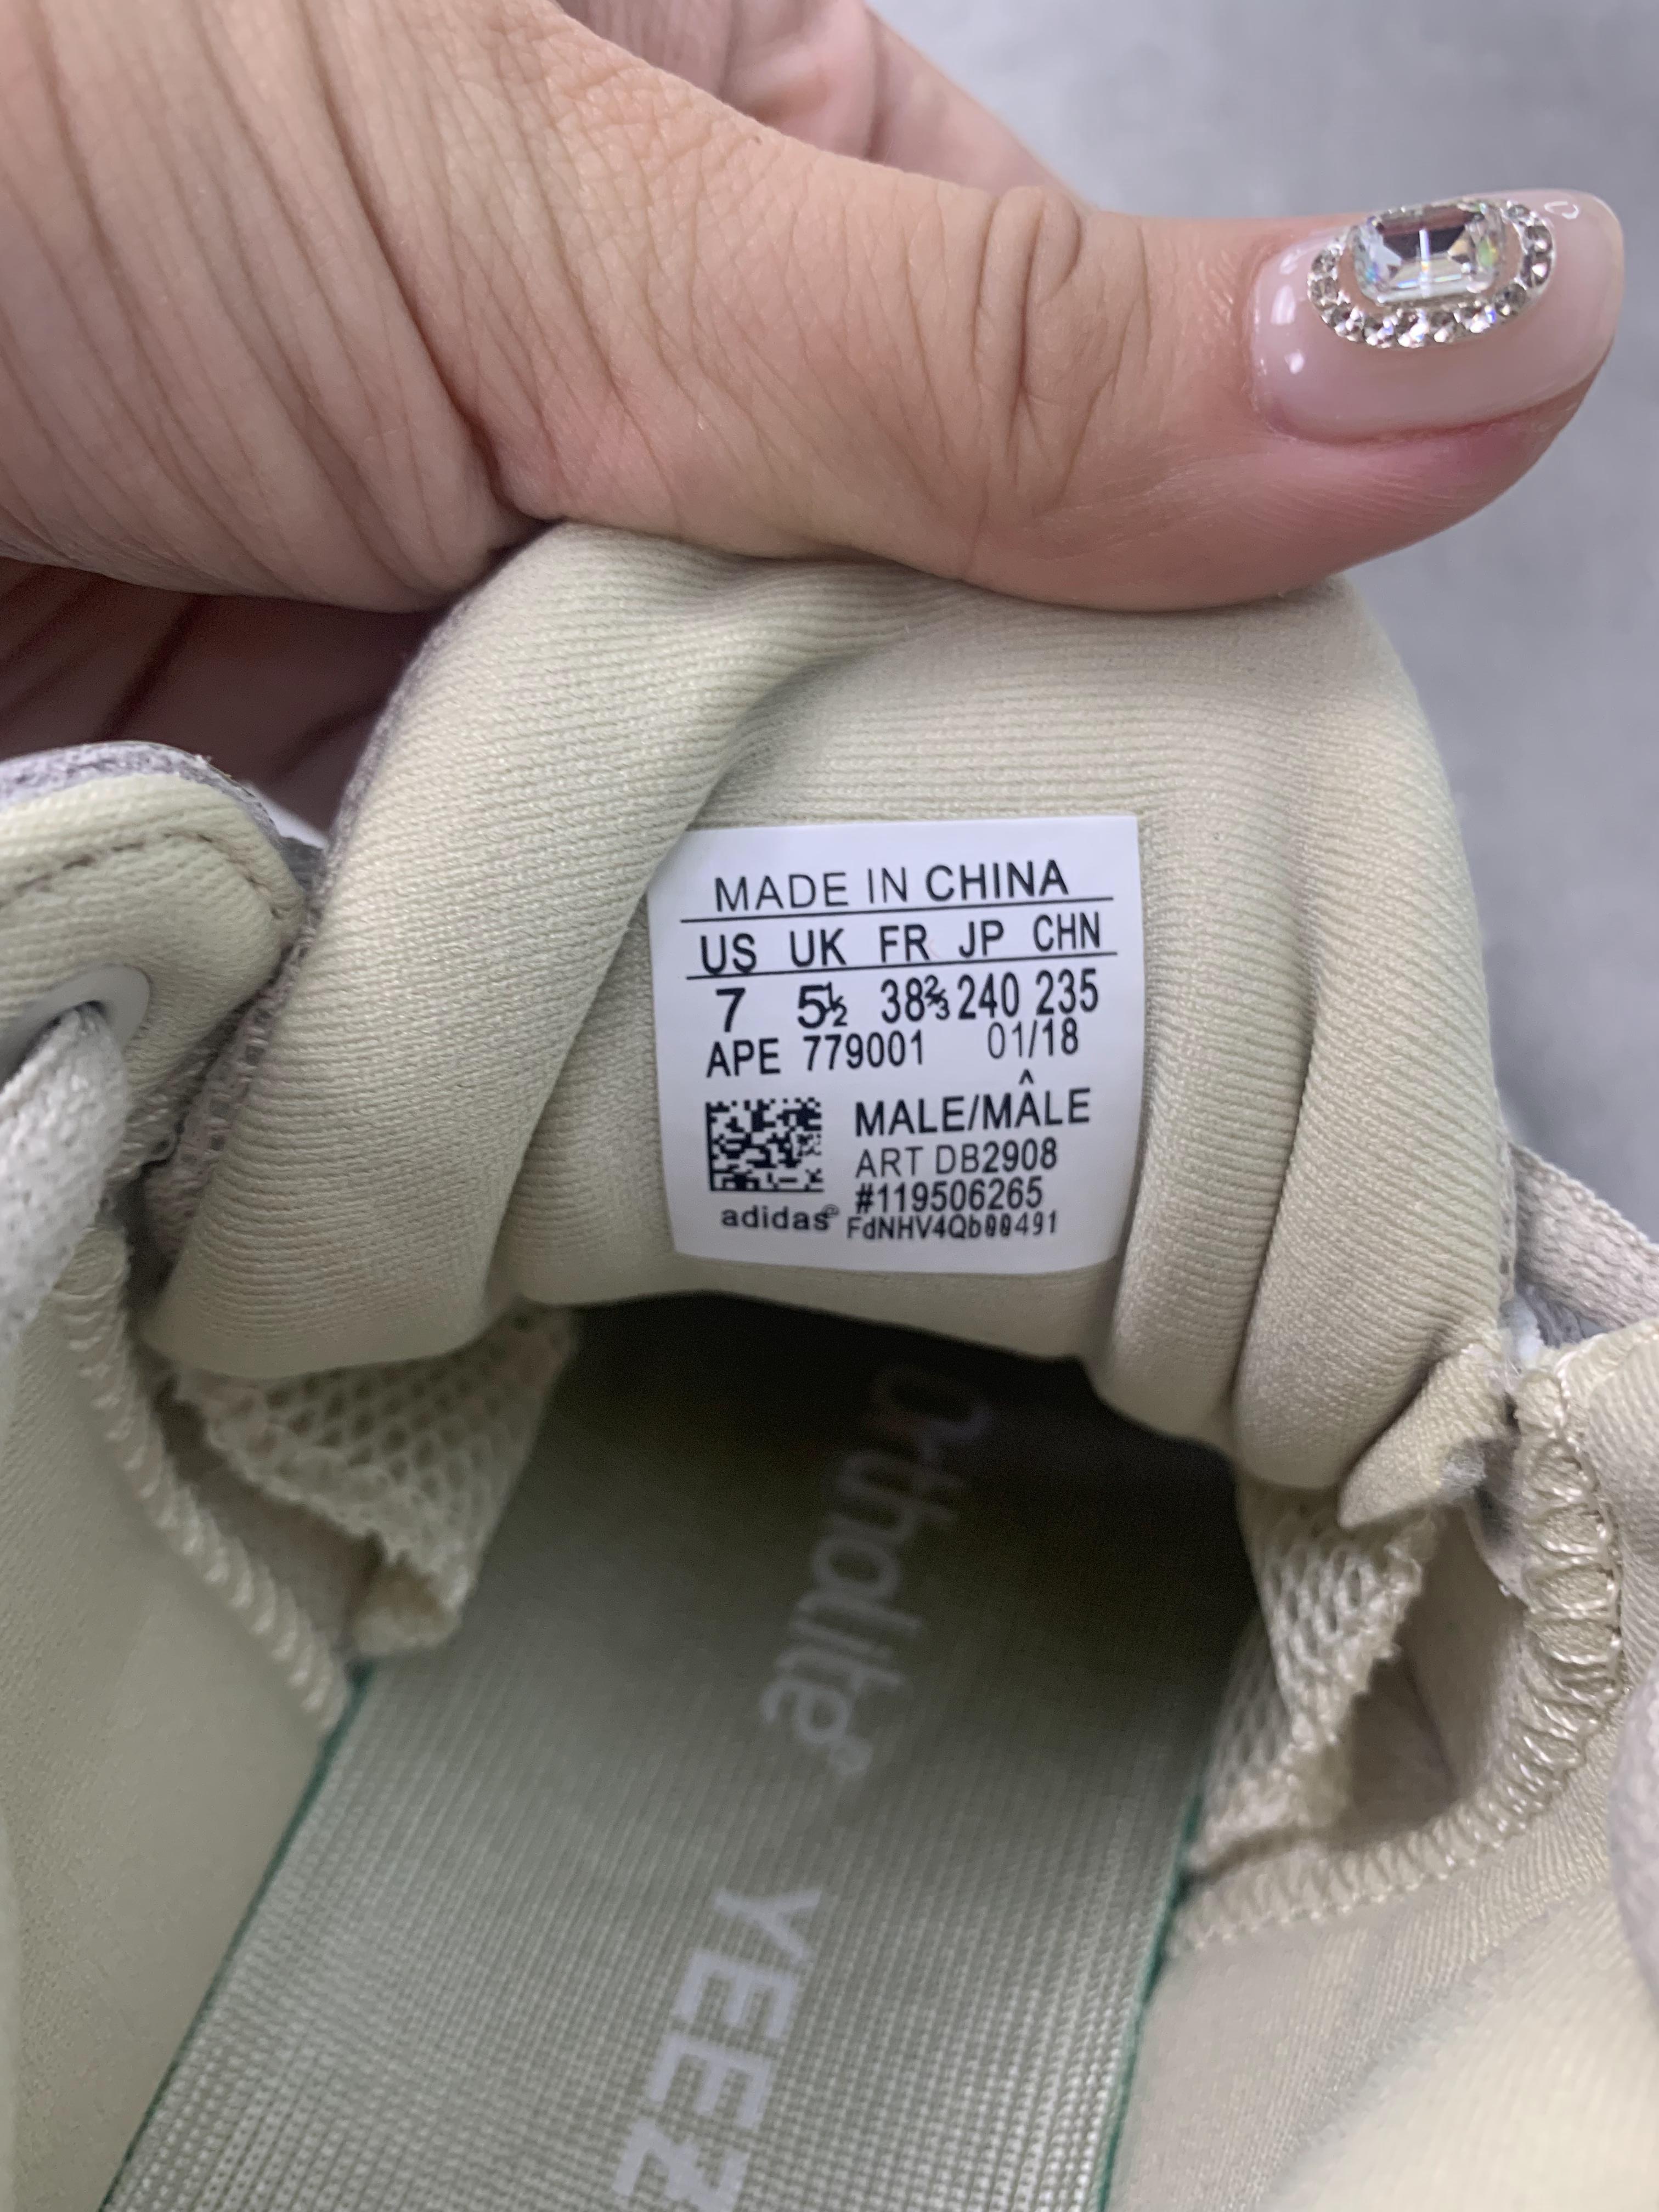 MADE IN CHINA
US UK FR JP CHN
7 5½ 38⅔ 240 235
APE 779001 01/18
MALE/MÂLE
ART DB2908
#119506265
adidas® FdNHV4Qb00491
Ortholite®
YEEZ